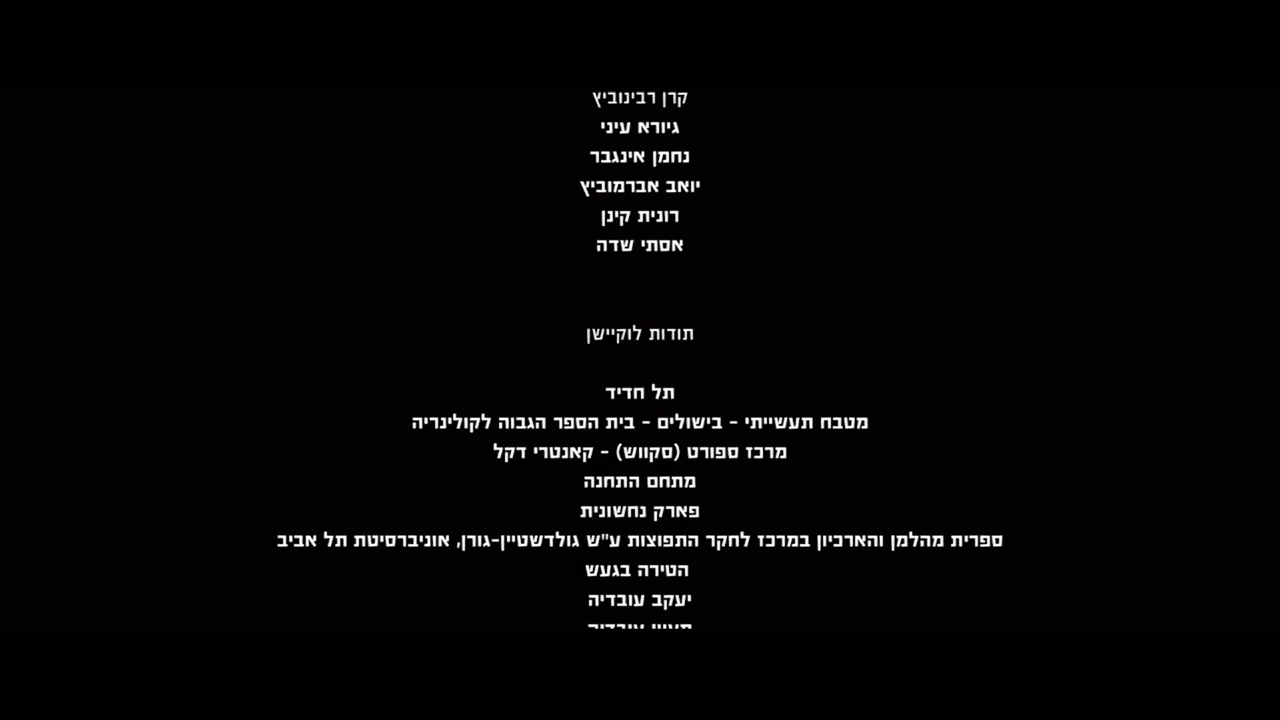 קרן רבינוביץ
גיורא עיני
נחמן אינגבר
יואב אברמוביץ
רונית קינן
אסתי שדה
תודות לוקיישן
תל חדיד
מטבח תעשייתי - בישולים - בית הספר הגבוה לקולינריה
מרכז ספורט (סקווש) - קאנטרי דקל
מתחם התחנה
פארק נחשונית
ספרית מהלמן והארכיון במרכז לחקר התפוצות ע"ש גולדשטיין-גורן, אוניברסיטת תל אביב
הטירה בגעש
יעקב עובדיה
עובדיה